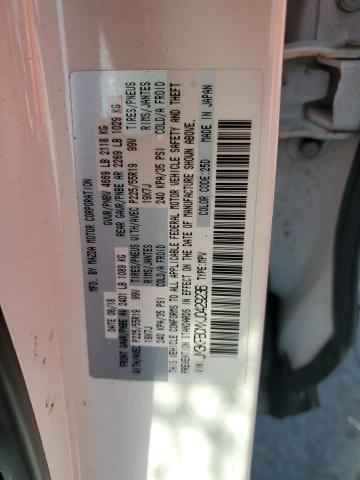 MFD. BY MAZDA MOTOR CORPORATION
DATE: 06/18 GVWR/PNBV 4669 LB 2118 KG
FRONT GAWR/PNBE AV 2401 LB 1089 KG REAR GAWR/PNBE AR 2269 LB 1029 KG
WITH/AVEC P225/55R19 99V TIRES/PNEUS WITH/AVEC P225/55R19 99V TIRES/PNEUS
19X7J RIMS/JANTES 19X7J RIMS/JANTES
240 KPA/35 PSI COLD/A FROID 240 KPA/35 PSI COLD/A FROID
THIS VEHICLE CONFORMS TO ALL APPLICABLE FEDERAL MOTOR VEHICLE SAFETY AND THEFT
PREVENTION STANDARDS IN EFFECT ON THE DATE OF MANUFACTURE SHOWN ABOVE.
COLOR CODE: 25D MADE IN JAPAN
VIN: TYPE: MPV